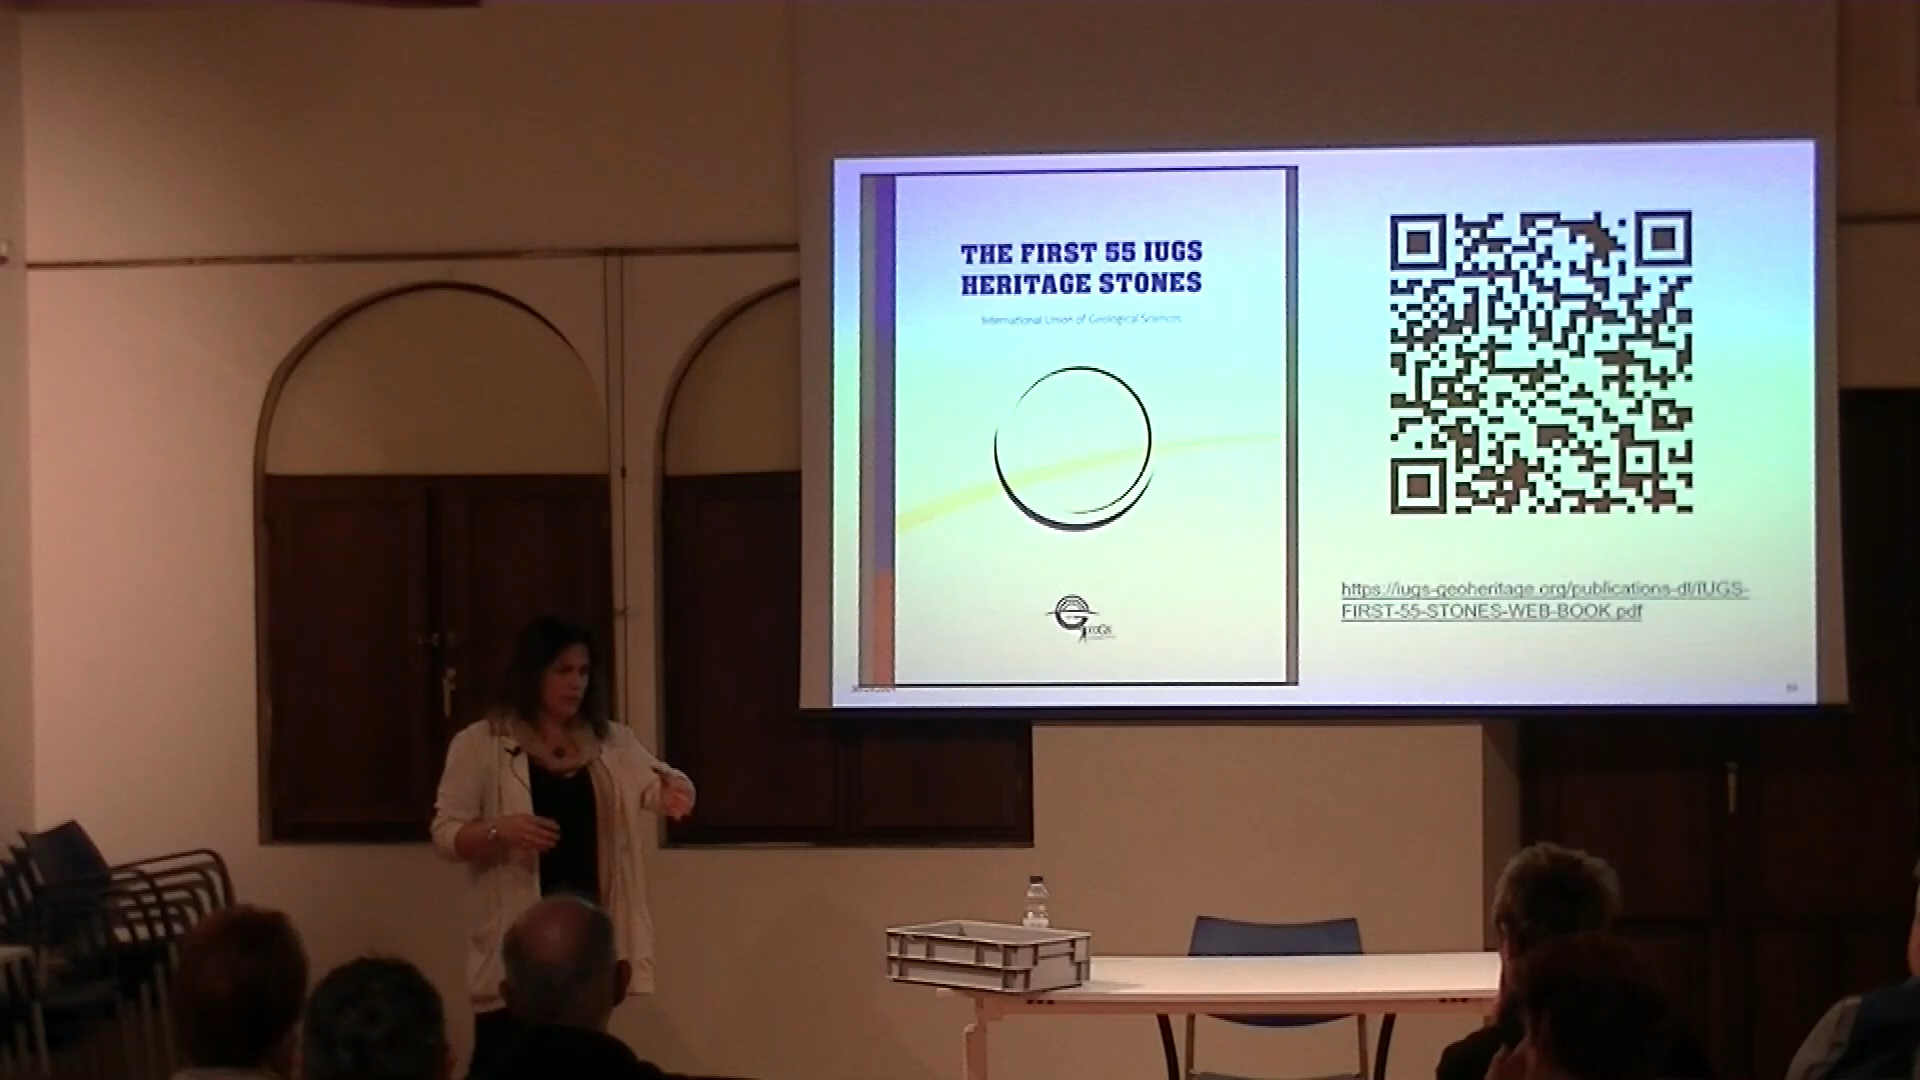 THE FIRST 55 IUGS
HERITAGE STONES
International Union of Geological Sciences
https://iugs-geoheritage.org/publications-dl/IUGS-
FIRST-55-STONES-WEB-BOOK.pdf